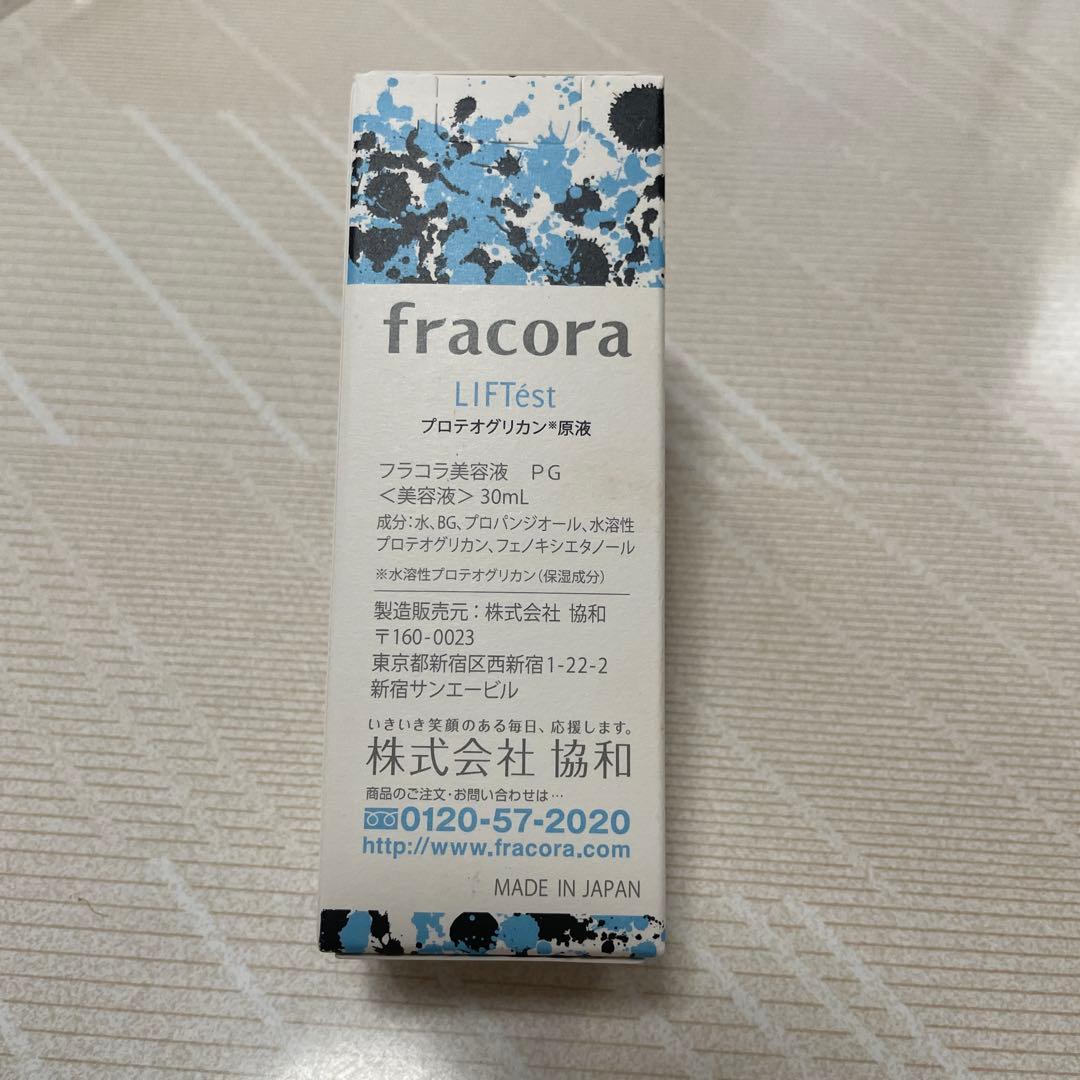 fracora
LIFTést
プロテオグリカン※原液
フラコラ美容液　PG
＜美容液＞30mL
成分：水、BG、プロパンジオール、水溶性
プロテオグリカン、フェノキシエタノール
※水溶性プロテオグリカン（保湿成分）
製造販売元：株式会社 協和
〒160-0023
東京都新宿区西新宿1-22-2
新宿サンエービル
いきいき笑顔のある毎日、応援します。
株式会社 協和
商品のご注文・お問い合わせは…
0120-57-2020
http://www.fracora.com
MADE IN JAPAN